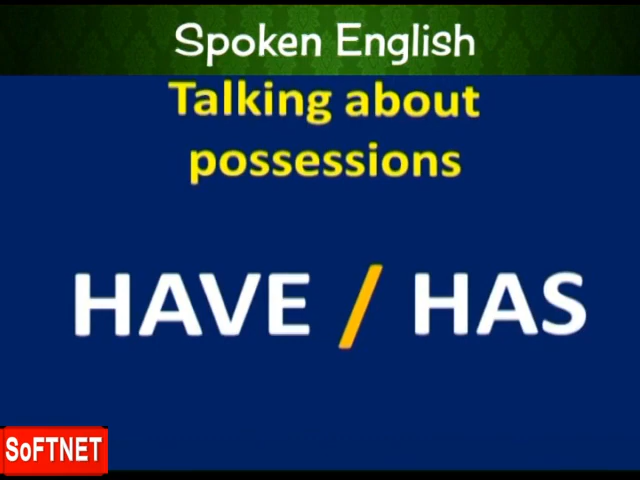 Spoken English
Talking about
possessions
HAVE / HAS
SoFTNET